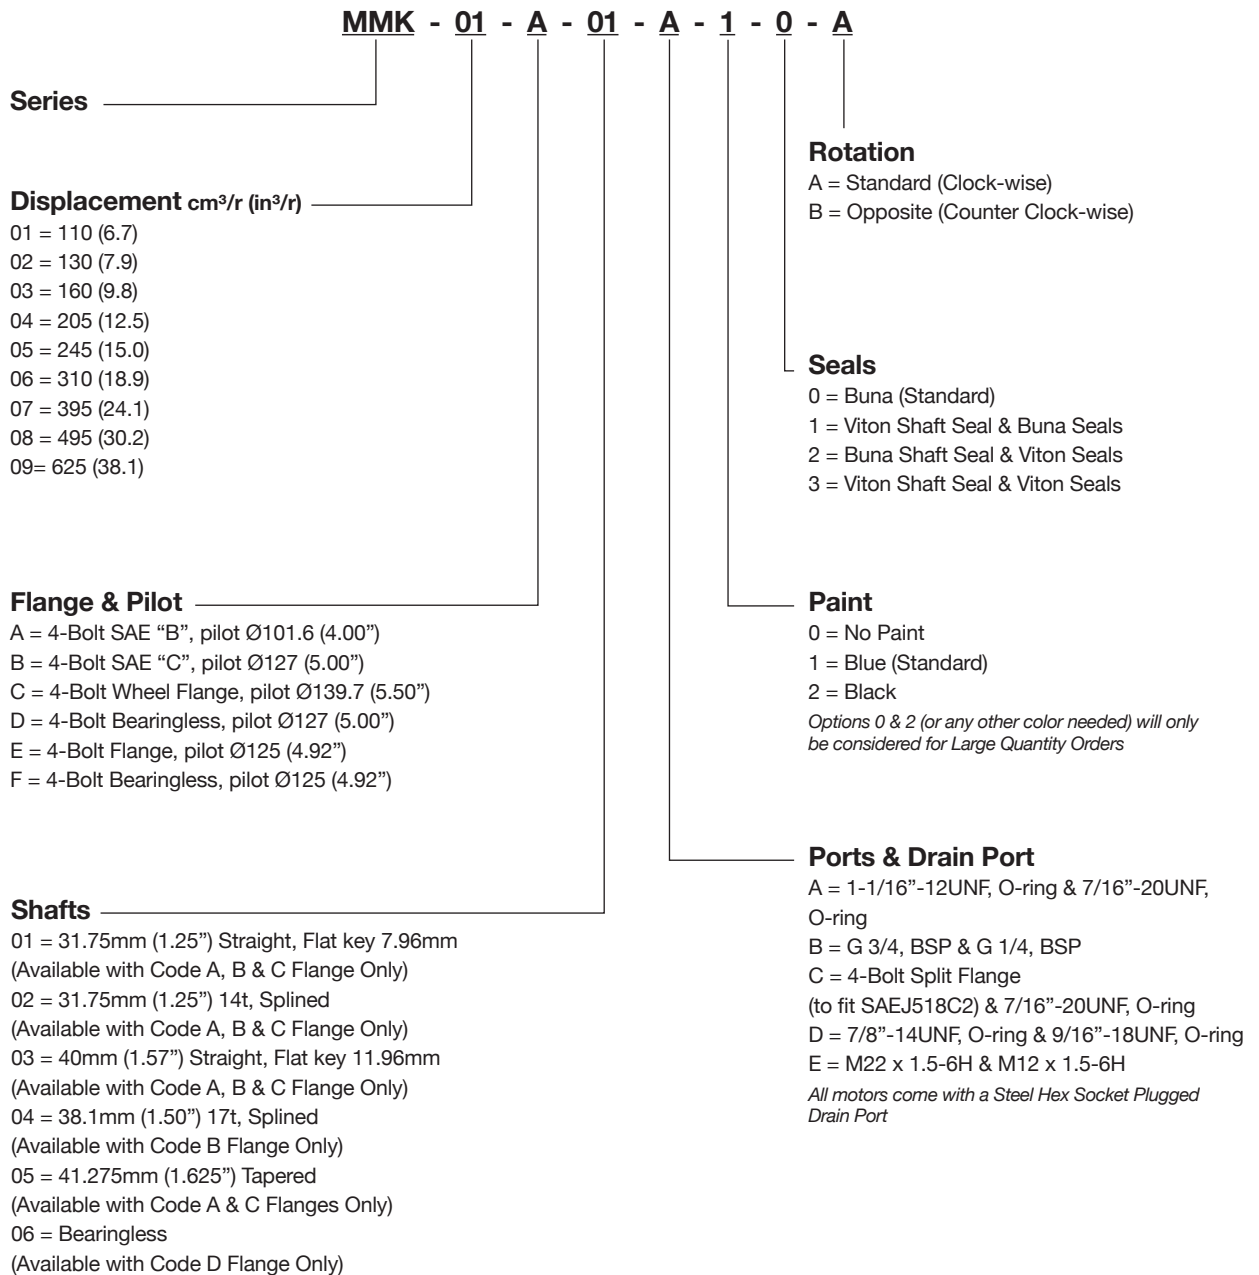 MMK - 01 - A - 01 - A - 1 - 0 - A
Series
Displacement cm³/r (in³/r)
01 = 110 (6.7)
02 = 130 (7.9)
03 = 160 (9.8)
04 = 205 (12.5)
05 = 245 (15.0)
06 = 310 (18.9)
07 = 395 (24.1)
08 = 495 (30.2)
09= 625 (38.1)
Flange & Pilot
A = 4-Bolt SAE “B”, pilot Ø101.6 (4.00”)
B = 4-Bolt SAE “C”, pilot Ø127 (5.00”)
C = 4-Bolt Wheel Flange, pilot Ø139.7 (5.50”)
D = 4-Bolt Bearingless, pilot Ø127 (5.00”)
E = 4-Bolt Flange, pilot Ø125 (4.92”)
F = 4-Bolt Bearingless, pilot Ø125 (4.92”)
Shafts
01 = 31.75mm (1.25”) Straight, Flat key 7.96mm
(Available with Code A, B & C Flange Only)
02 = 31.75mm (1.25”) 14t, Splined
(Available with Code A, B & C Flange Only)
03 = 40mm (1.57”) Straight, Flat key 11.96mm
(Available with Code A, B & C Flange Only)
04 = 38.1mm (1.50”) 17t, Splined
(Available with Code B Flange Only)
05 = 41.275mm (1.625”) Tapered
(Available with Code A & C Flanges Only)
06 = Bearingless
(Available with Code D Flange Only)
Rotation
A = Standard (Clock-wise)
B = Opposite (Counter Clock-wise)
Seals
0 = Buna (Standard)
1 = Viton Shaft Seal & Buna Seals
2 = Buna Shaft Seal & Viton Seals
3 = Viton Shaft Seal & Viton Seals
Paint
0 = No Paint
1 = Blue (Standard)
2 = Black
Options 0 & 2 (or any other color needed) will only
be considered for Large Quantity Orders
Ports & Drain Port
A = 1-1/16”-12UNF, O-ring & 7/16”-20UNF,
O-ring
B = G 3/4, BSP & G 1/4, BSP
C = 4-Bolt Split Flange
(to fit SAEJ518C2) & 7/16”-20UNF, O-ring
D = 7/8”-14UNF, O-ring & 9/16”-18UNF, O-ring
E = M22 x 1.5-6H & M12 x 1.5-6H
All motors come with a Steel Hex Socket Plugged
Drain Port